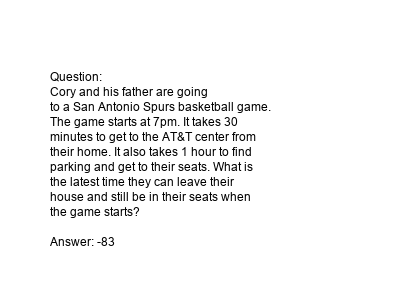 Question:
Cory and his father are going
to a San Antonio Spurs basketball game.
The game starts at 7pm. It takes 30
minutes to get to the AT&T center from
their home. It also takes 1 hour to find
parking and get to their seats. What is
the latest time they can leave their
house and still be in their seats when
the game starts?
Answer: -83